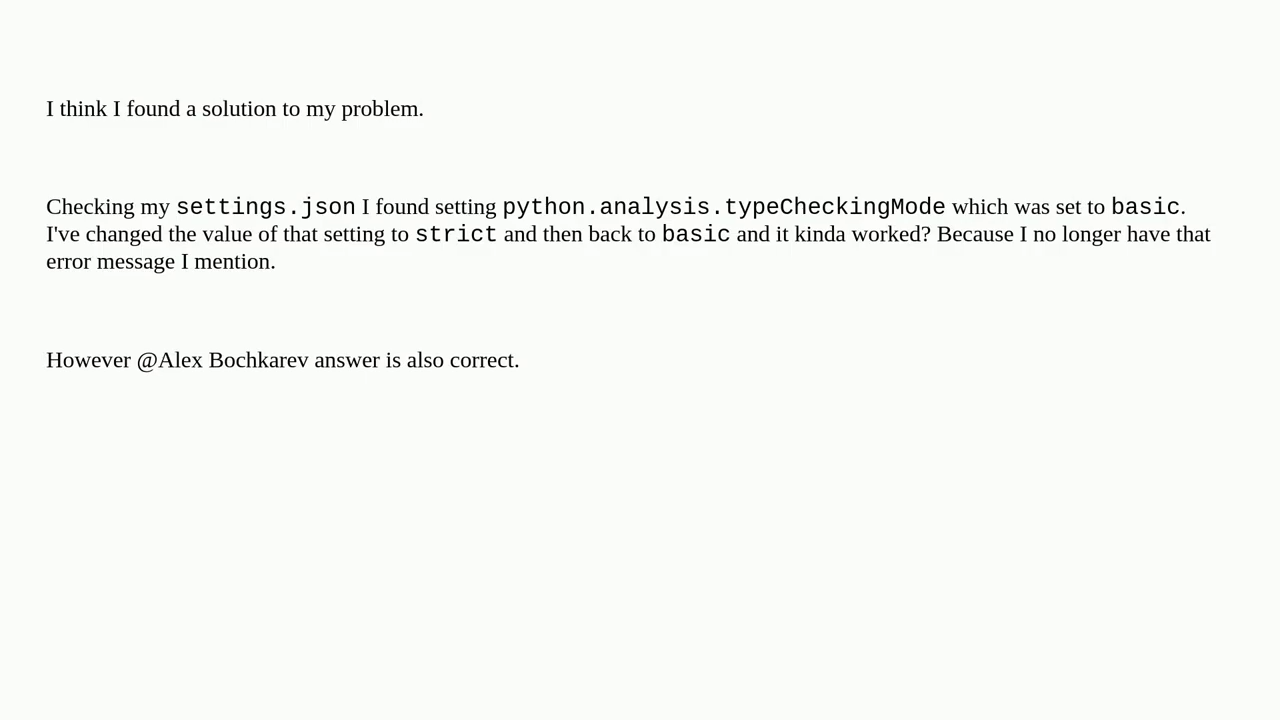 I think I found a solution to my problem.
Checking my settings.json I found setting python.analysis.typeCheckingMode which was set to basic.
I've changed the value of that setting to strict and then back to basic and it kinda worked? Because I no longer have that
error message I mention.
However @Alex Bochkarev answer is also correct.